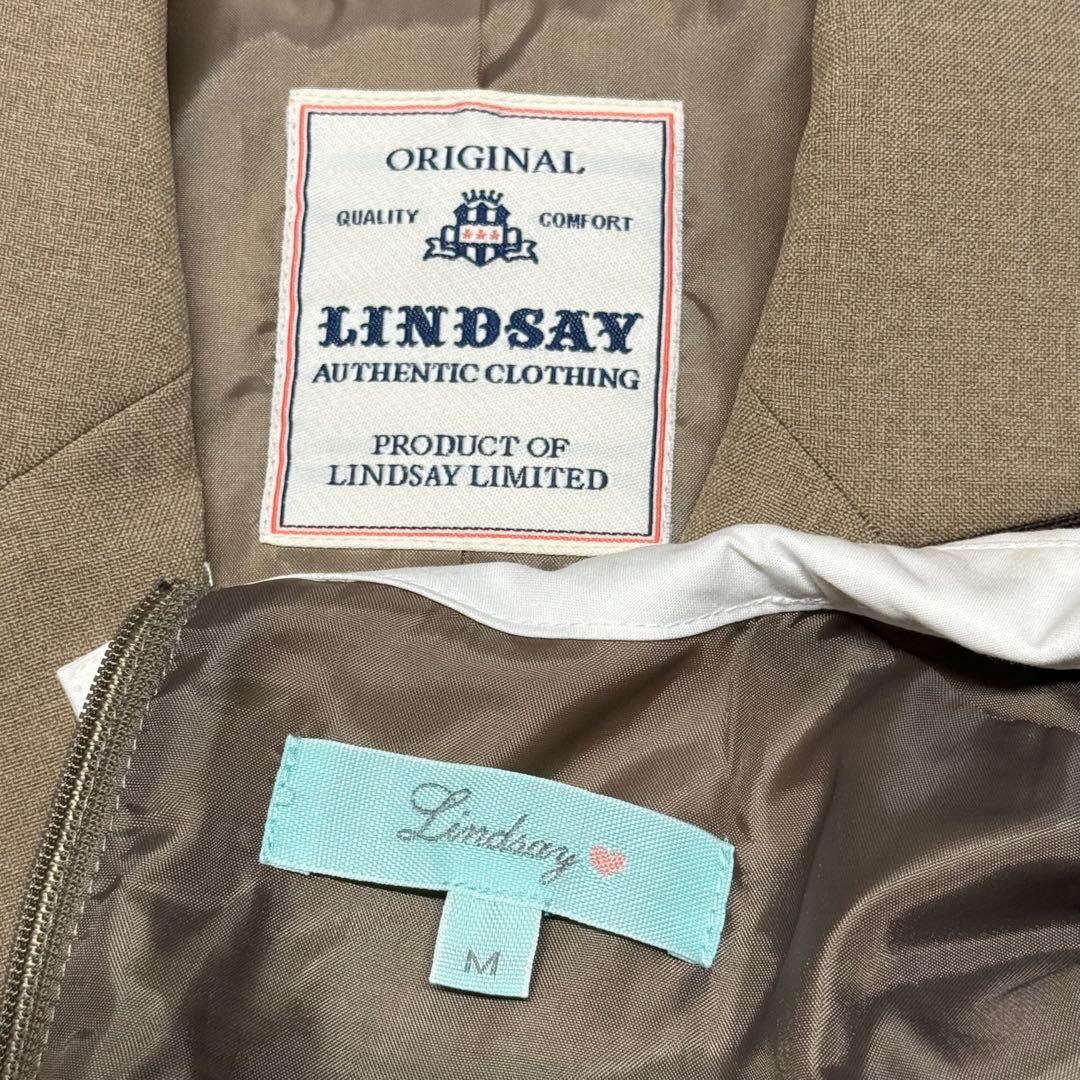 ORIGINAL
QUALITY COMFORT
LINDSAY
AUTHENTIC CLOTHING
PRODUCT OF
LINDSAY LIMITED
Lindsay
M